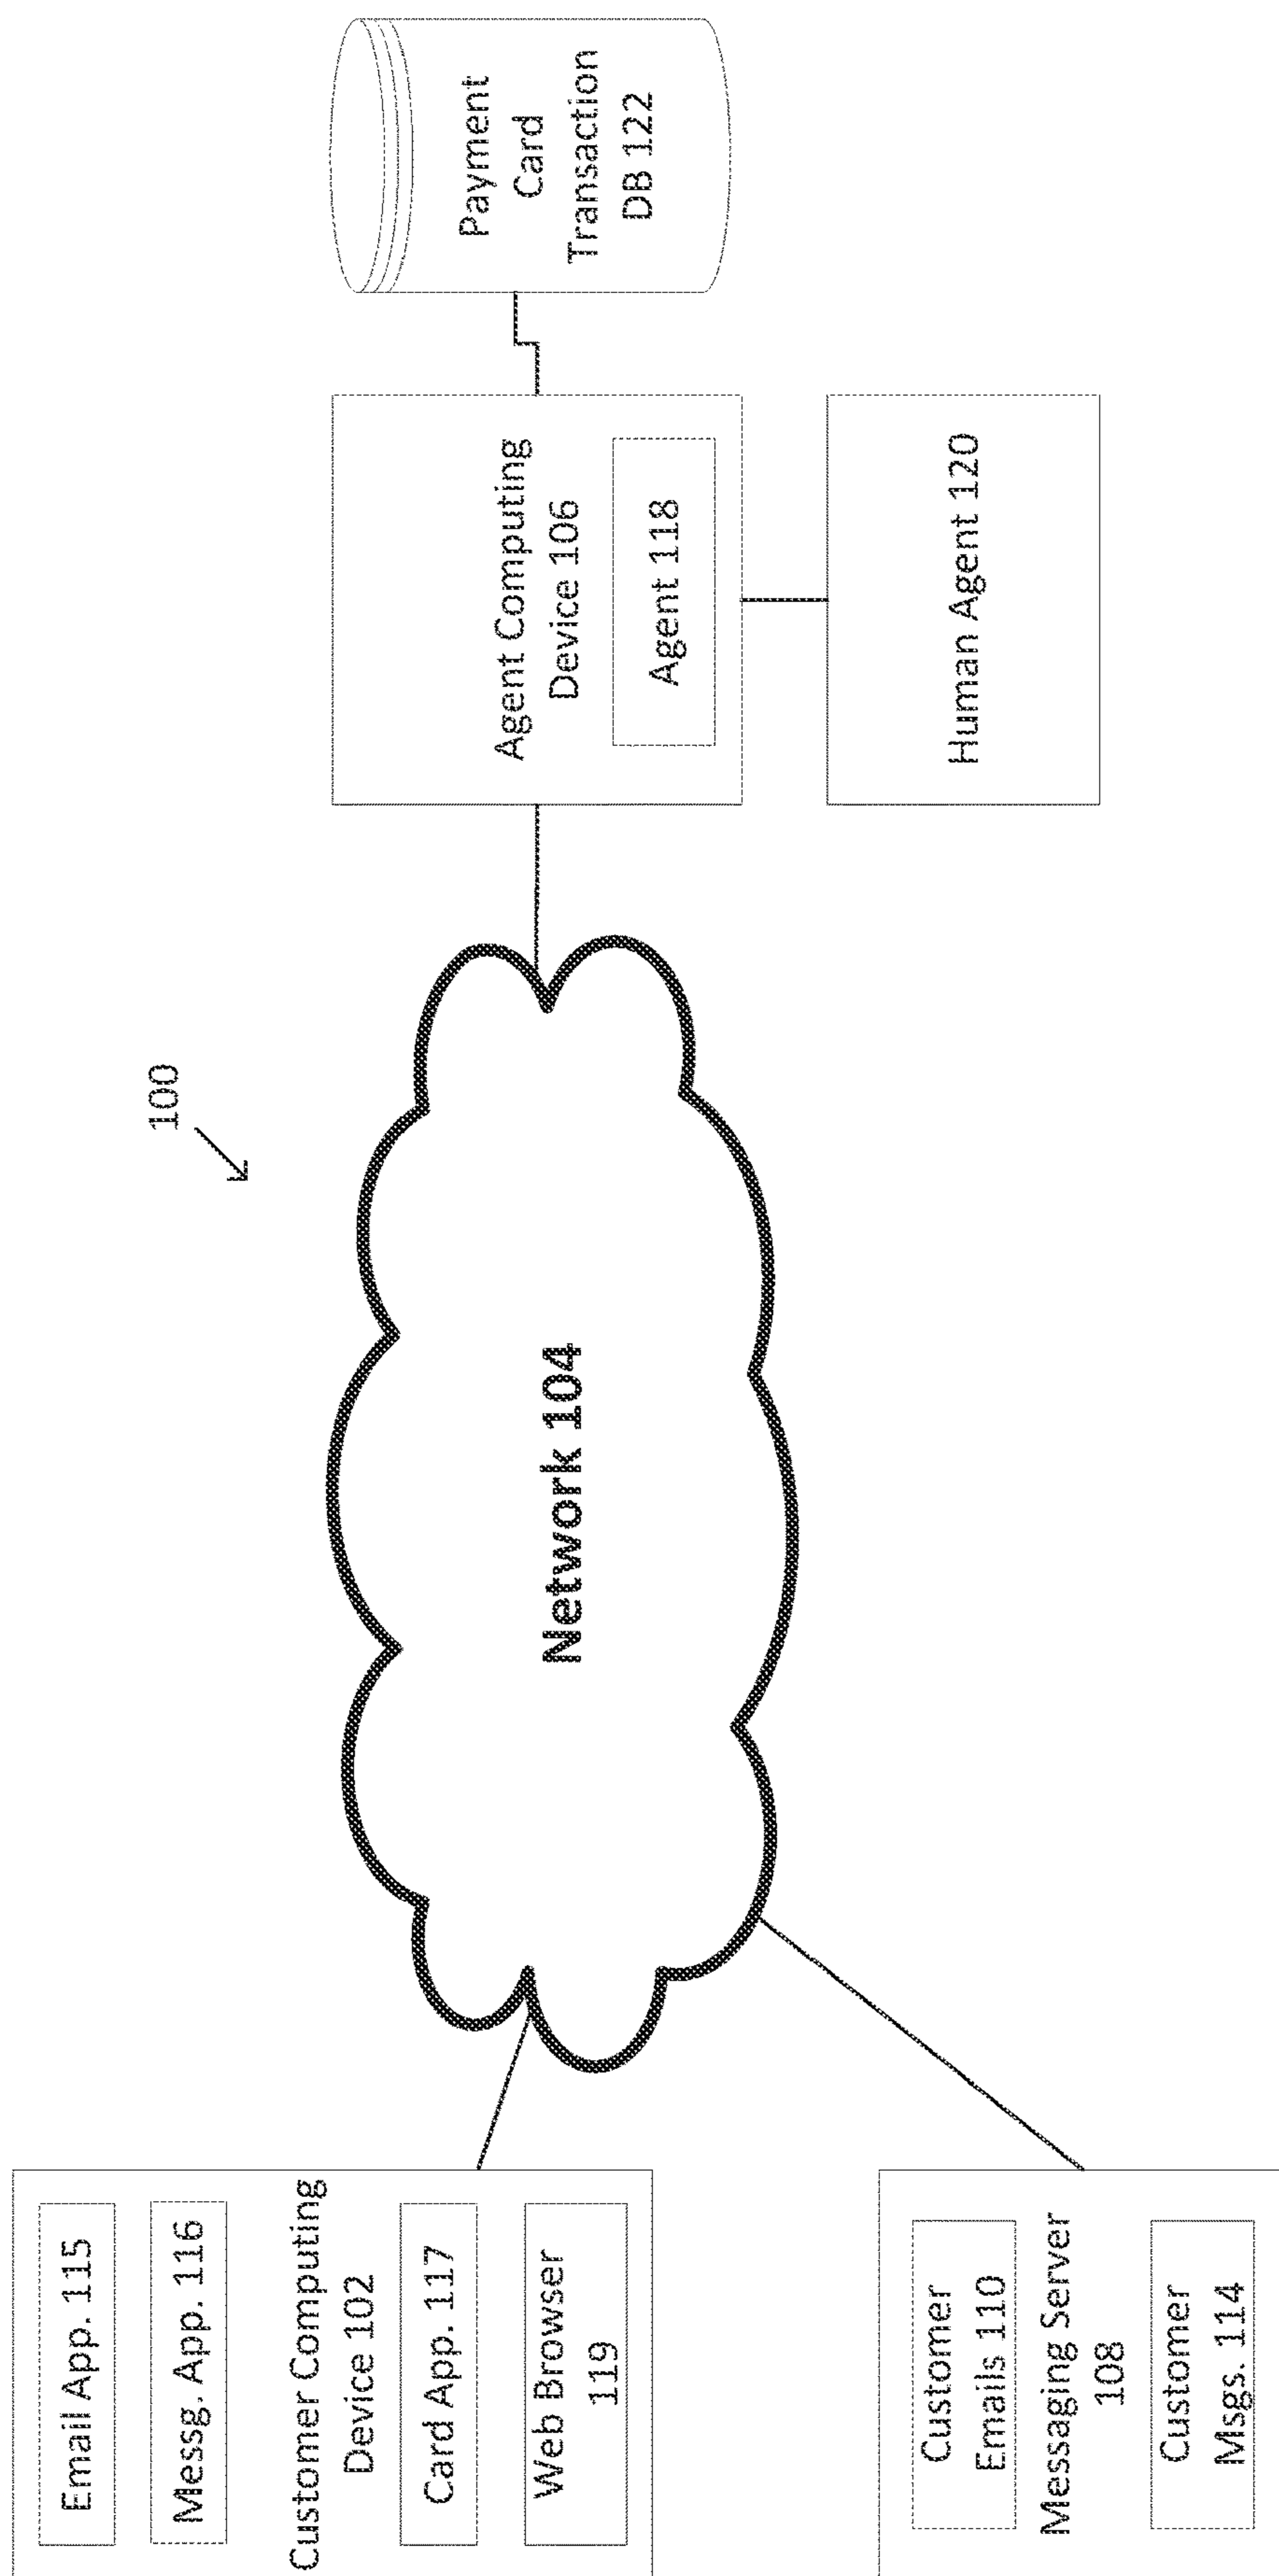 100
Email App. 115
Messg. App. 116
Customer Computing
Device 102
Card App. 117
Web Browser
119
Customer
Emails 110
Messaging Server
108
Customer
Msgs. 114
Network 104
Agent Computing
Device 106
Agent 118
Human Agent 120
Payment
Card
Transaction
DB 122